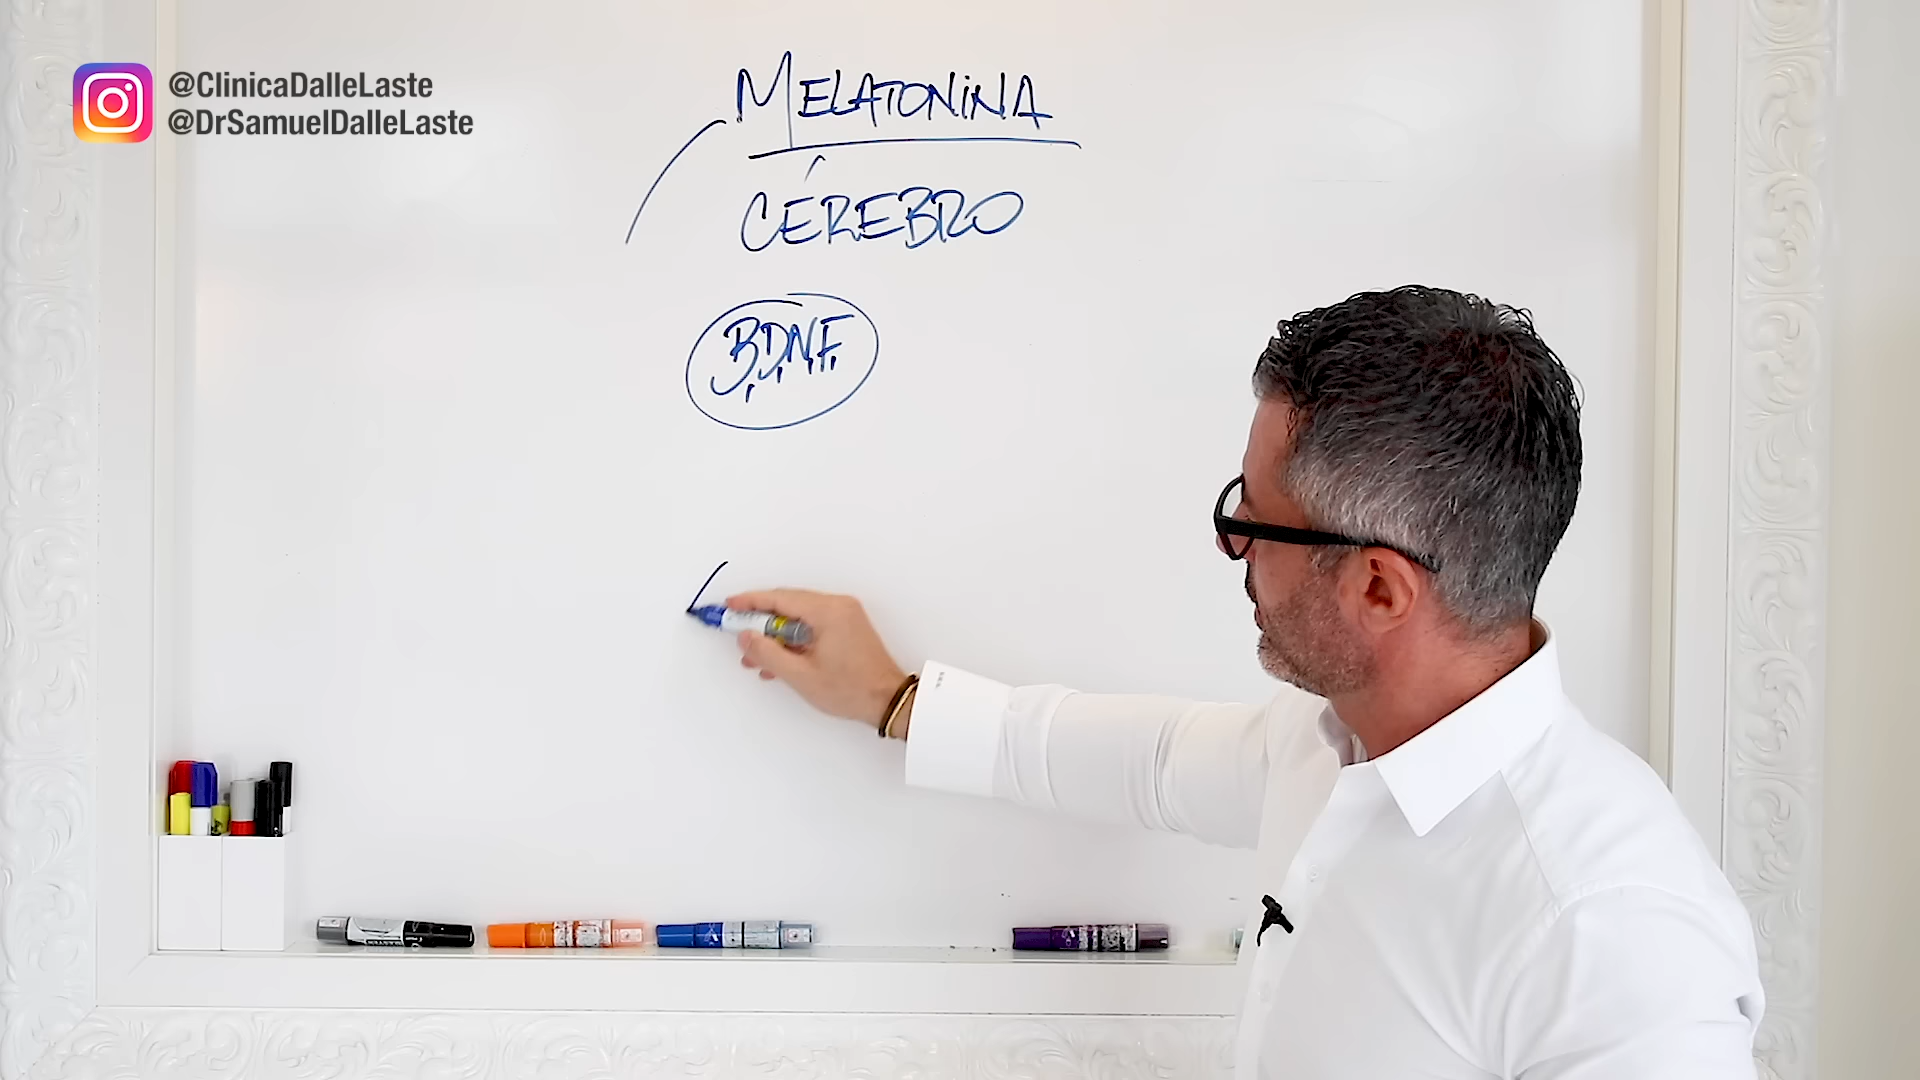 @ClinicaDalleLaste
@DrSamuelDalleLaste
MELATONINA
CÉREBRO
BDNF